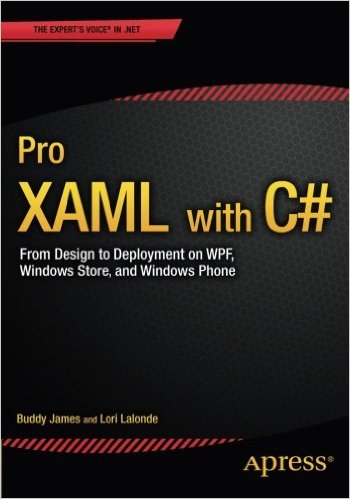 THE EXPERT'S VOICE® IN .NET
Pro
XAML with C#
From Design to Deployment on WPF,
Windows Store, and Windows Phone
Buddy James and Lori Lalonde
Apress®